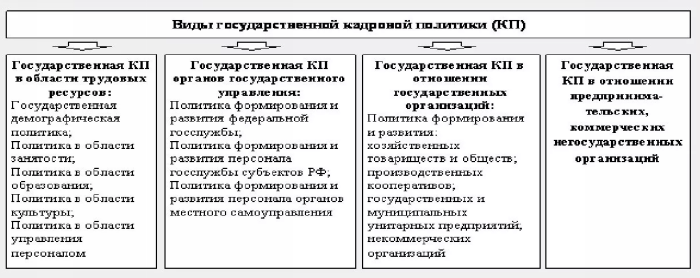 Виды государственной кадровой политики (КП)
Государственная КП
в области трудовых
ресурсов:
Государственная
демографическая
политика;
Политика в области
занятости;
Политика в области
образования;
Политика в области
культуры;
Политика в области
управления
персоналом
Государственная КП
органов государственного
управления:
Политика формирования и
развития федеральной
госслужбы;
Политика формирования и
развития персонала
госслужбы субъектов РФ;
Политика формирования и
развития персонала органов
местного самоуправления
Государственная КП в
отношении
государственных
организаций:
Политика формирования
и развития:
хозяйственных
товариществ и обществ;
производственных
кооперативов;
государственных и
муниципальных
унитарных предприятий;
некоммерческих
организаций
Государственная
КП в отношении
предпринима-
тельских,
коммерческих
негосударственных
организаций